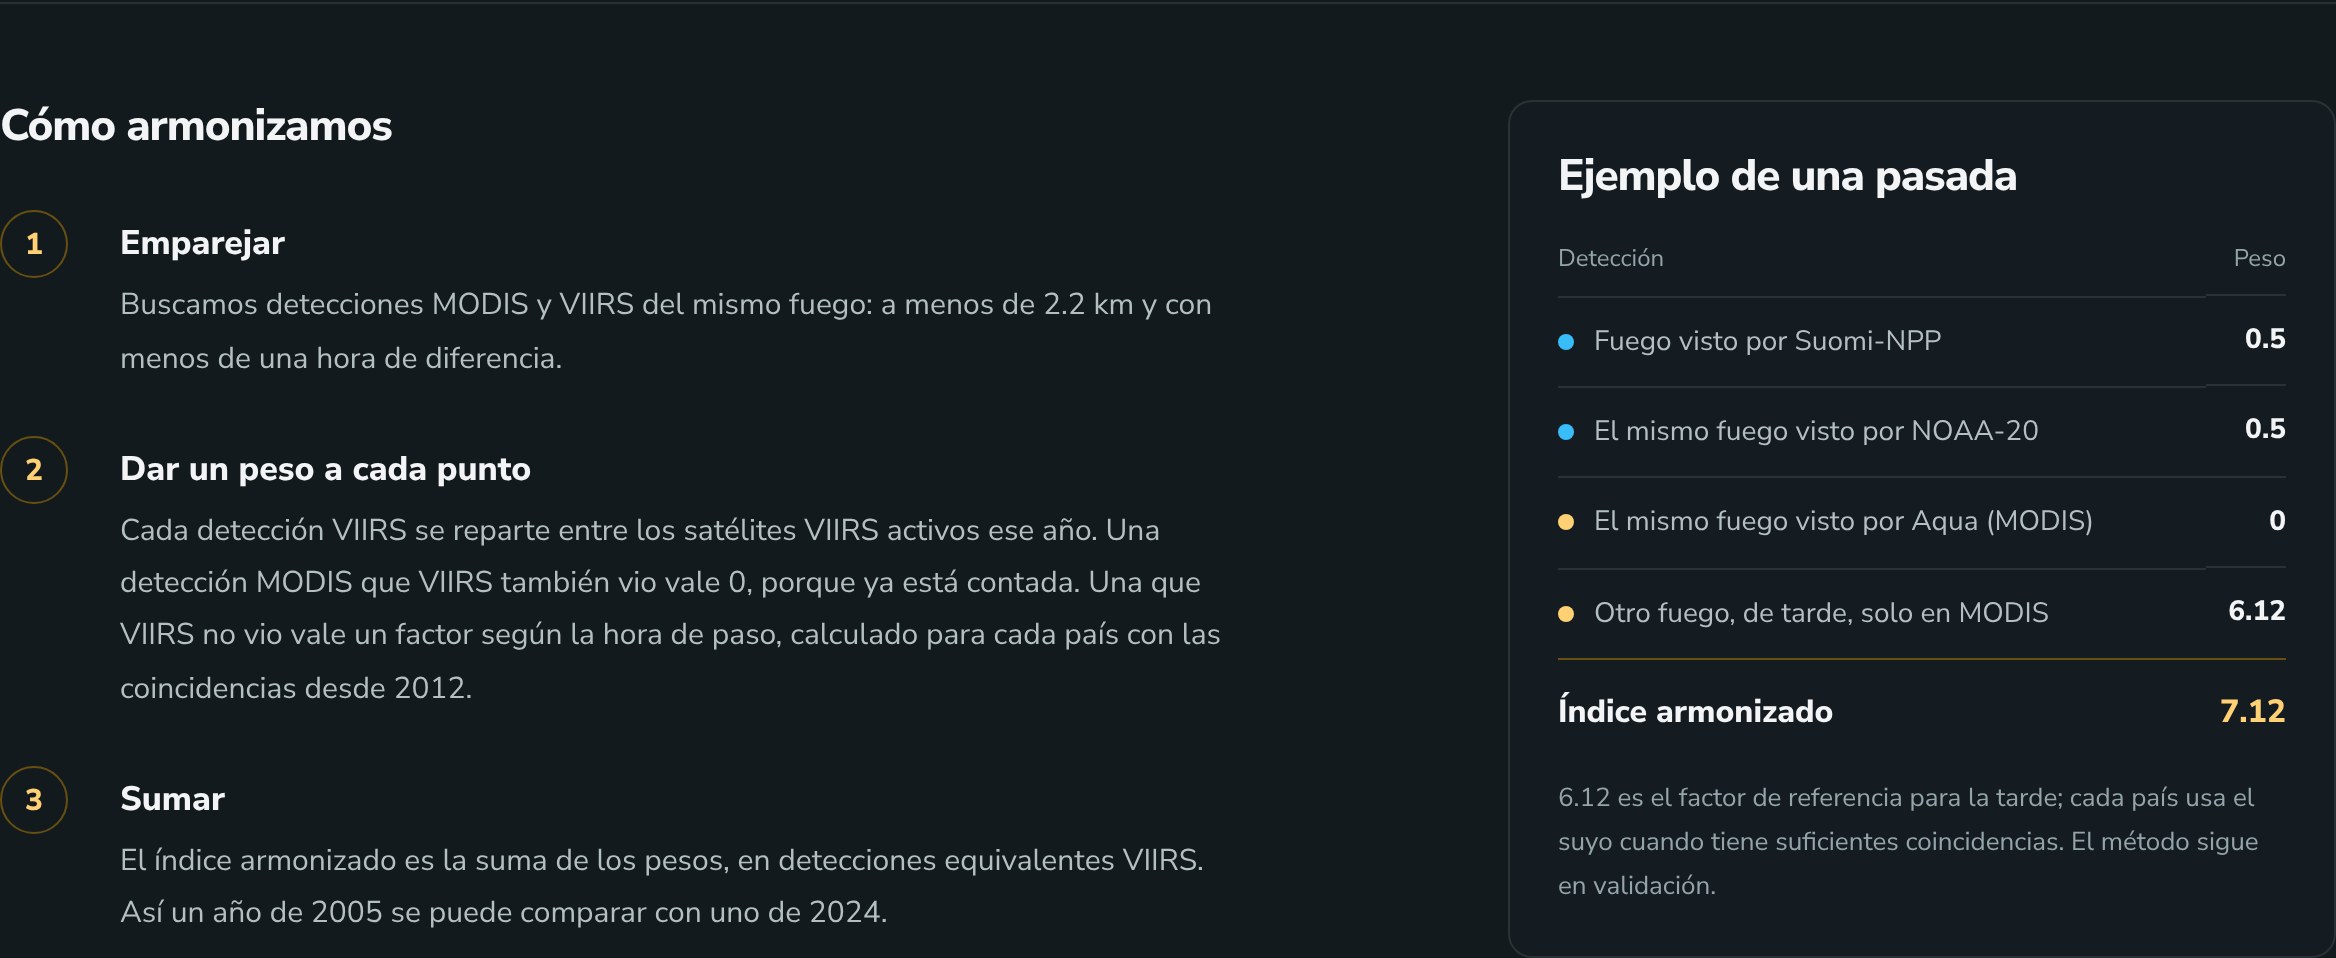 Cómo armonizamos
1
Emparejar
Buscamos detecciones MODIS y VIIRS del mismo fuego: a menos de 2.2 km y con
menos de una hora de diferencia.
2
Dar un peso a cada punto
Cada detección VIIRS se reparte entre los satélites VIIRS activos ese año. Una
detección MODIS que VIIRS también vio vale 0, porque ya está contada. Una que
VIIRS no vio vale un factor según la hora de paso, calculado para cada país con las
coincidencias desde 2012.
3
Sumar
El índice armonizado es la suma de los pesos, en detecciones equivalentes VIIRS.
Así un año de 2005 se puede comparar con uno de 2024.
Ejemplo de una pasada
Detección Peso
Fuego visto por Suomi-NPP 0.5
El mismo fuego visto por NOAA-20 0.5
El mismo fuego visto por Aqua (MODIS) 0
Otro fuego, de tarde, solo en MODIS 6.12
Índice armonizado 7.12
6.12 es el factor de referencia para la tarde; cada país usa el
suyo cuando tiene suficientes coincidencias. El método sigue
en validación.